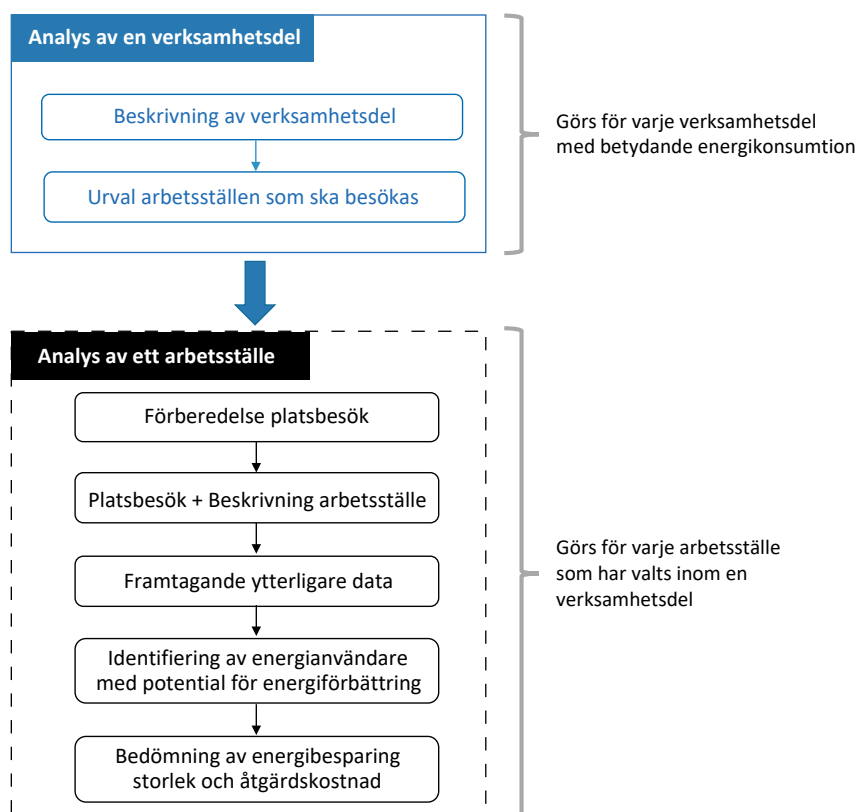 Analys av en verksamhetsdel
Beskrivning av verksamhetsdel
Urval arbetsställen som ska besökas
Görs för varje verksamhetsdel
med betydande energikonsumtion
Analys av ett arbetsställe
Förberedelse platsbesök
Platsbesök + Beskrivning arbetsställe
Framtagande ytterligare data
Identifiering av energianvändare
med potential för energiförbättring
Bedömning av energibesparing
storlek och åtgärdskostnad
Görs för varje arbetsställe
som har valts inom en
verksamhetsdel